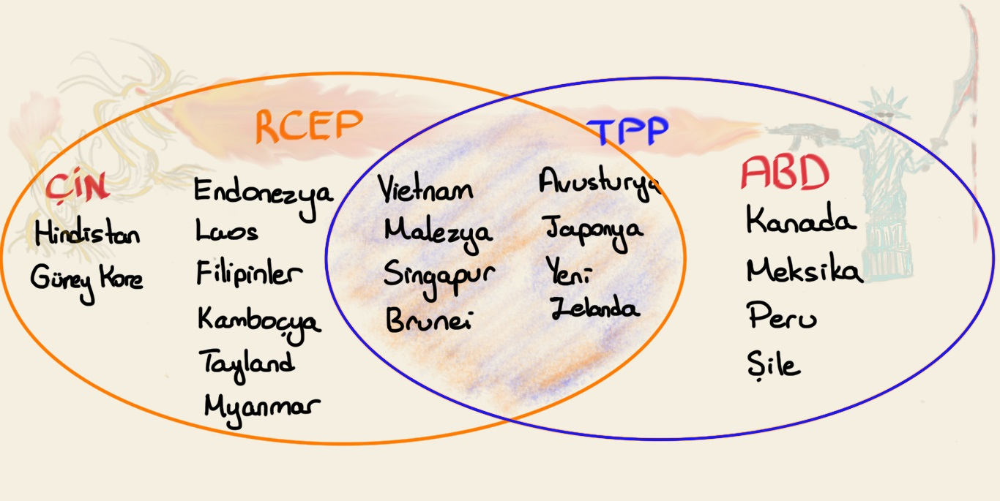 RCEP
TPP
ÇİN
Hindistan
Güney Kore
Endonezya
Laos
Filipinler
Kamboçya
Tayland
Myanmar
Vietnam
Malezya
Singapur
Brunei
Avusturya
Japonya
Yeni
Zelanda
ABD
Kanada
Meksika
Peru
Şile